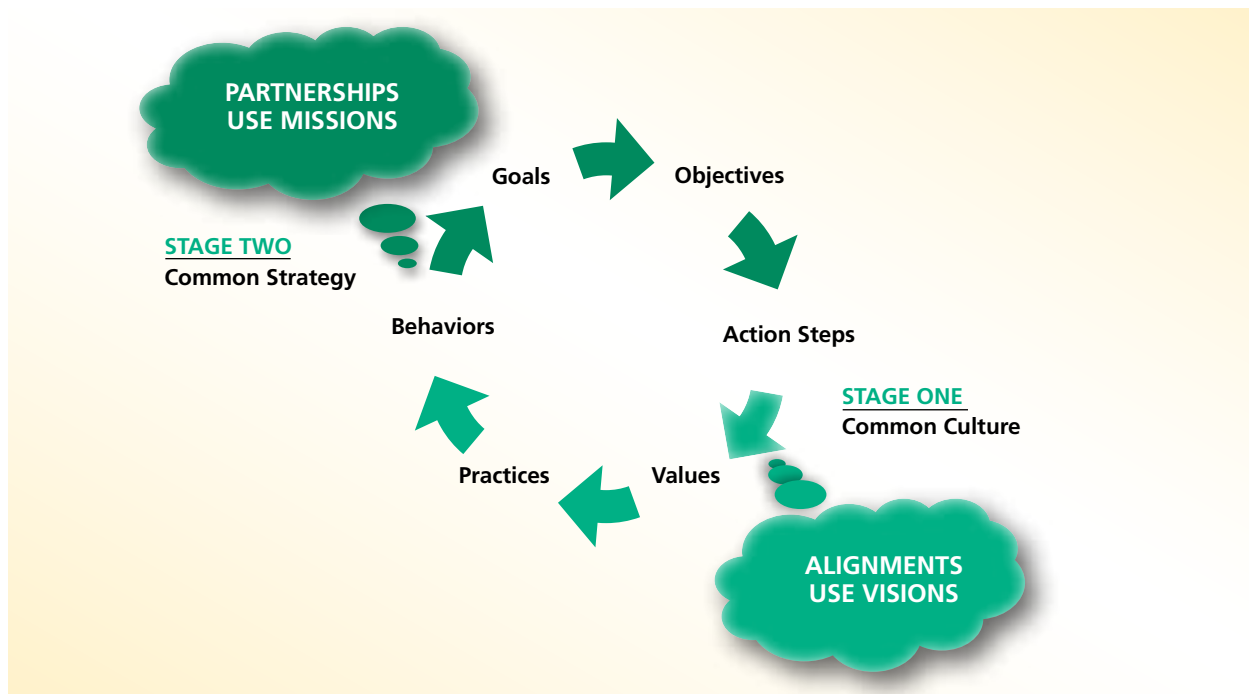 PARTNERSHIPS
USE MISSIONS
Goals
Objectives
STAGE TWO
Common Strategy
Behaviors
Action Steps
STAGE ONE
Common Culture
Practices
Values
ALIGNMENTS
USE VISIONS